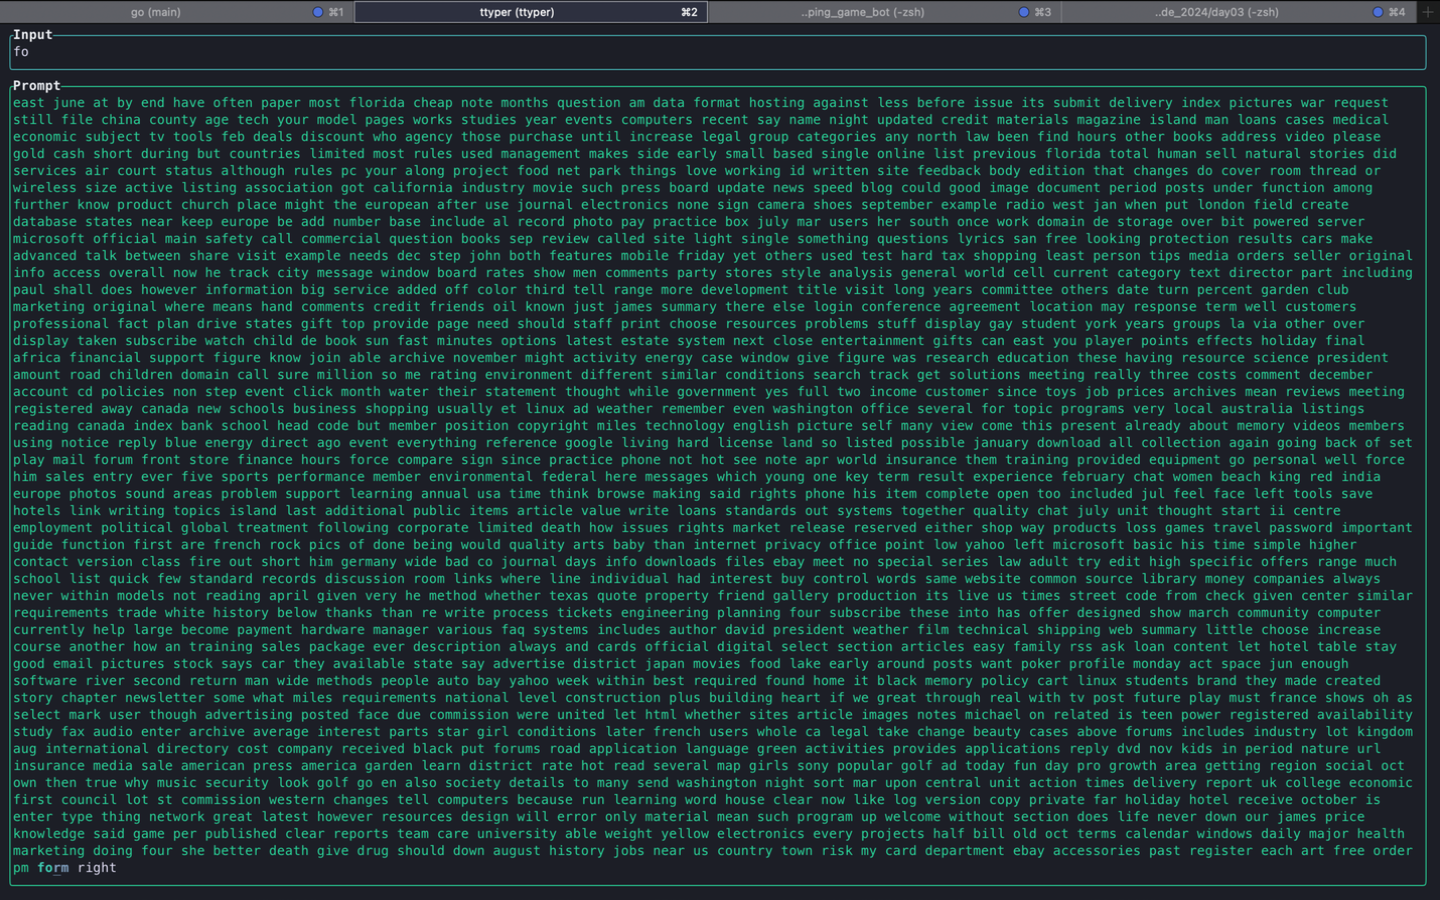 go (main) ⌘1 ttyper (ttyper) ⌘2 ..ping_game_bot (-zsh) ⌘3 ..de_2024/day03 (-zsh) ⌘4 +
Input
fo
Prompt
east june at by end have often paper most florida cheap note months question am data format hosting against less before issue its submit delivery index pictures war request
still file china county age tech your model pages works studies year events computers recent say name night updated credit materials magazine island man loans cases medical
economic subject tv tools feb deals discount who agency those purchase until increase legal group categories any north law been find hours other books address video please
gold cash short during but countries limited most rules used management makes side early small based single online list previous florida total human sell natural stories did
services air court status although rules pc your along project food net park things love working id written site feedback body edition that changes do cover room thread or
wireless size active listing association got california industry movie such press board update news speed blog could good image document period posts under function among
further know product church place might the european after use journal electronics none sign camera shoes september example radio west jan when put london field create
database states near keep europe be add number base include al record photo pay practice box july mar users her south once work domain de storage over bit powered server
microsoft official main safety call commercial question books sep review called site light single something questions lyrics san free looking protection results cars make
advanced talk between share visit example needs dec step john both features mobile friday yet others used test hard tax shopping least person tips media orders seller original
info access overall now he track city message window board rates show men comments party stores style analysis general world cell current category text director part including
paul shall does however information big service added off color third tell range more development title visit long years committee others date turn percent garden club
marketing original where means hand comments credit friends oil known just james summary there else login conference agreement location may response term well customers
professional fact plan drive states gift top provide page need should staff print choose resources problems stuff display gay student york years groups la via other over
display taken subscribe watch child de book sun fast minutes options latest estate system next close entertainment gifts can east you player points effects holiday final
africa financial support figure know join able archive november might activity energy case window give figure was research education these having resource science president
amount road children domain call sure million so me rating environment different similar conditions search track get solutions meeting really three costs comment december
account cd policies non step event click month water their statement thought while government yes full two income customer since toys job prices archives mean reviews meeting
registered away canada new schools business shopping usually et linux ad weather remember even washington office several for topic programs very local australia listings
reading canada index bank school head code but member position copyright miles technology english picture self many view come this present already about memory videos members
using notice reply blue energy direct ago event everything reference google living hard license land so listed possible january download all collection again going back of set
play mail forum front store finance hours force compare sign since practice phone not hot see note apr world insurance them training provided equipment go personal well force
him sales entry ever five sports performance member environmental federal here messages which young one key term result experience february chat women beach king red india
europe photos sound areas problem support learning annual usa time think browse making said rights phone his item complete open too included jul feel face left tools save
hotels link writing topics island last additional public items article value write loans standards out systems together quality chat july unit thought start ii centre
employment political global treatment following corporate limited death how issues rights market release reserved either shop way products loss games travel password important
guide function first are french rock pics of done being would quality arts baby than internet privacy office point low yahoo left microsoft basic his time simple higher
contact version class fire out short him germany wide bad co journal days info downloads files ebay meet no special series law adult try edit high specific offers range much
school list quick few standard records discussion room links where line individual had interest buy control words same website common source library money companies always
never within models not reading april given very he method whether texas quote property friend gallery production its live us times street code from check given center similar
requirements trade white history below thanks than re write process tickets engineering planning four subscribe these into has offer designed show march community computer
currently help large become payment hardware manager various faq systems includes author david president weather film technical shipping web summary little choose increase
course another how an training sales package ever description always and cards official digital select section articles easy family rss ask loan content let hotel table stay
good email pictures stock says car they available state say advertise district japan movies food lake early around posts want poker profile monday act space jun enough
software river second return man wide methods people auto bay yahoo week within best required found home it black memory policy cart linux students brand they made created
story chapter newsletter some what miles requirements national level construction plus building heart if we great through real with tv post future play must france shows oh as
select mark user though advertising posted face due commission were united let html whether sites article images notes michael on related is teen power registered availability
study fax audio enter archive average interest parts star girl conditions later french users whole ca legal take change beauty cases above forums includes industry lot kingdom
aug international directory cost company received black put forums road application language green activities provides applications reply dvd nov kids in period nature url
insurance media sale american press america garden learn district rate hot read several map girls sony popular golf ad today fun day pro growth area getting region social oct
own then true why music security look golf go en also society details to many send washington night sort mar upon central unit action times delivery report uk college economic
first council lot st commission western changes tell computers because run learning word house clear now like log version copy private far holiday hotel receive october is
enter type thing network great latest however resources design will error only material mean such program up welcome without section does life never down our james price
knowledge said game per published clear reports team care university able weight yellow electronics every projects half bill old oct terms calendar windows daily major health
marketing doing four she better death give drug should down august history jobs near us country town risk my card department ebay accessories past register each art free order
pm form right